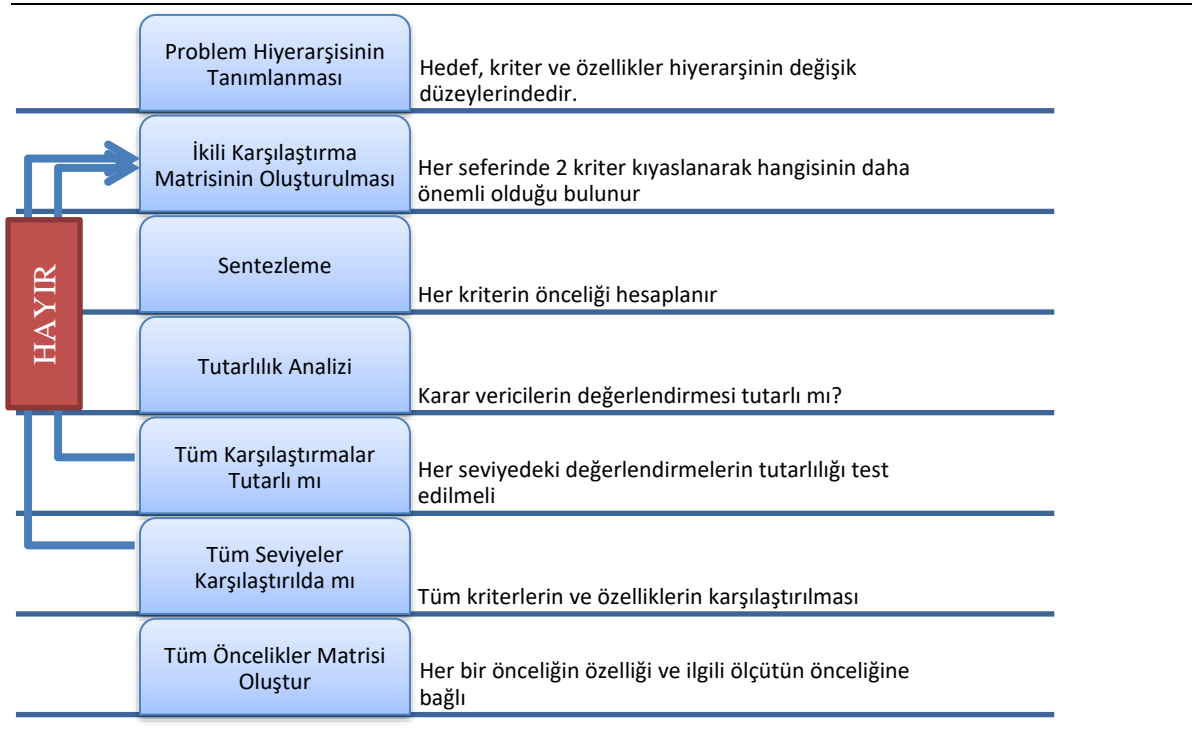 Problem Hiyerarşisinin
Tanımlanması
Hedef, kriter ve özellikler hiyerarşinin değişik
düzeylerindedir.
İkili Karşılaştırma
Matrisinin Oluşturulması
Her seferinde 2 kriter kıyaslanarak hangisinin daha
önemli olduğu bulunur
HAYIR
Sentezleme
Her kriterin önceliği hesaplanır
Tutarlılık Analizi
Karar vericilerin değerlendirmesi tutarlı mı?
Tüm Karşılaştırmalar
Tutarlı mı
Her seviyedeki değerlendirmelerin tutarlılığı test
edilmeli
Tüm Seviyeler
Karşılaştırılda mı
Tüm kriterlerin ve özelliklerin karşılaştırılması
Tüm Öncelikler Matrisi
Oluştur
Her bir önceliğin özelliği ve ilgili ölçütün önceliğine
bağlı